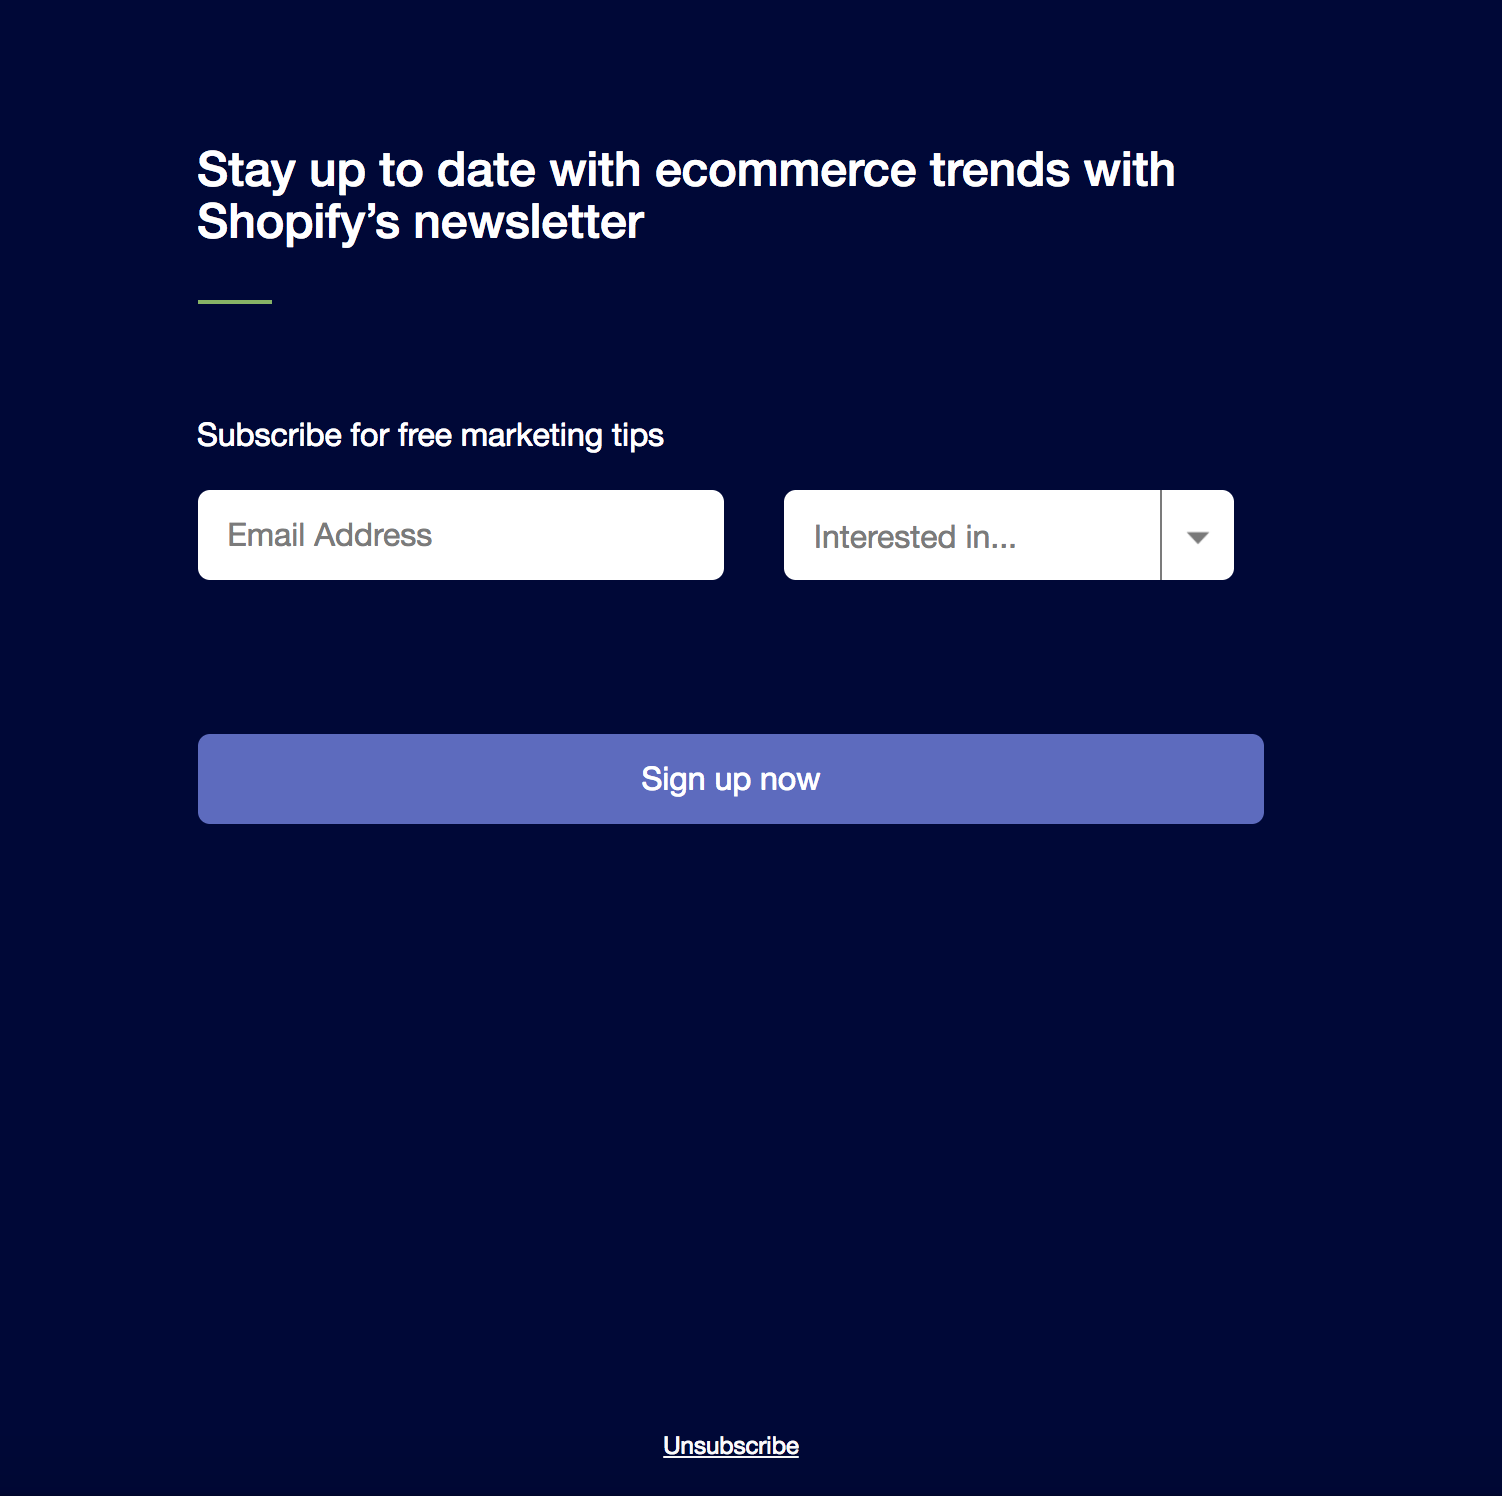 Stay up to date with ecommerce trends with
Shopify’s newsletter
Subscribe for free marketing tips
Email Address
Interested in...
Sign up now
Unsubscribe